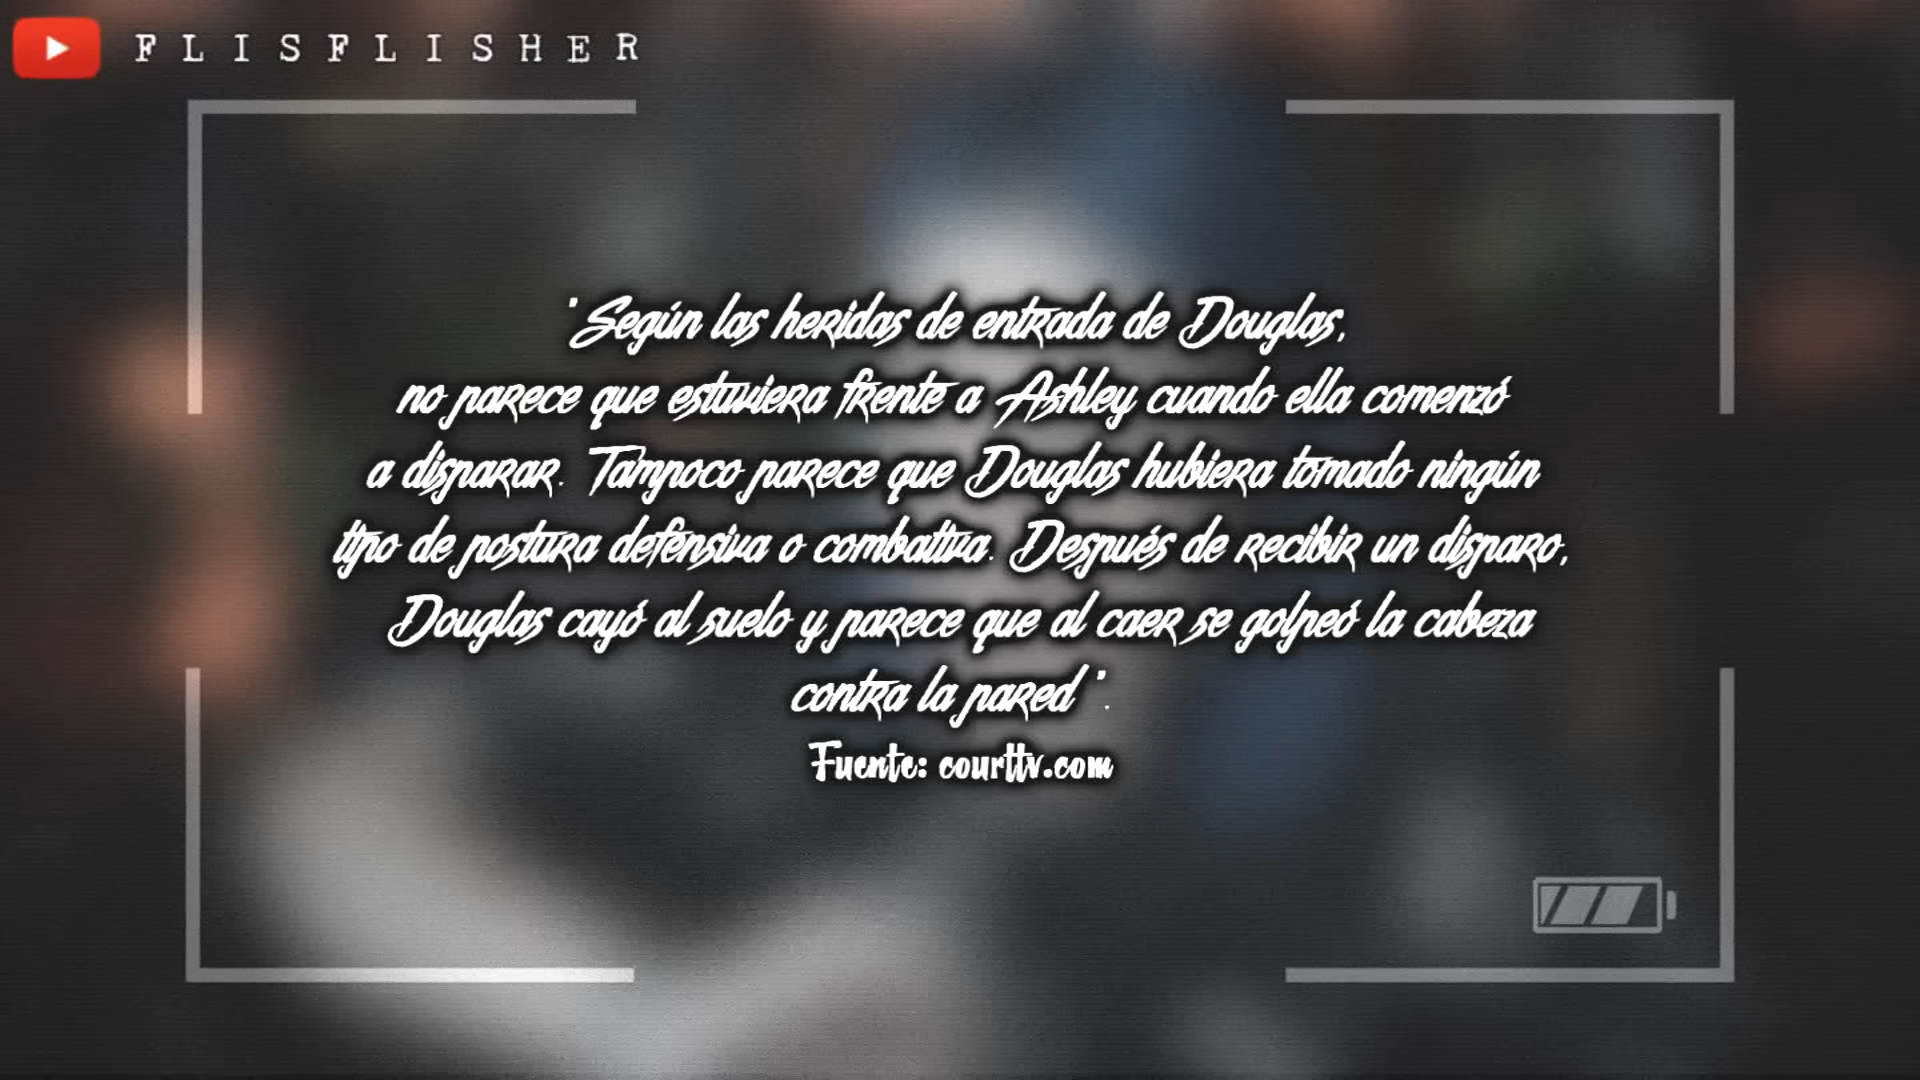 FLISFLISHER
"Según las heridas de entrada de Douglas,
no parece que estuviera frente a Ashley cuando ella comenzó
a disparar. Tampoco parece que Douglas hubiera tomado ningún
tipo de postura defensiva o combativa. Después de recibir un disparo,
Douglas cayó al suelo y parece que al caer se golpeó la cabeza
contra la pared".
Fuente: courttv.com